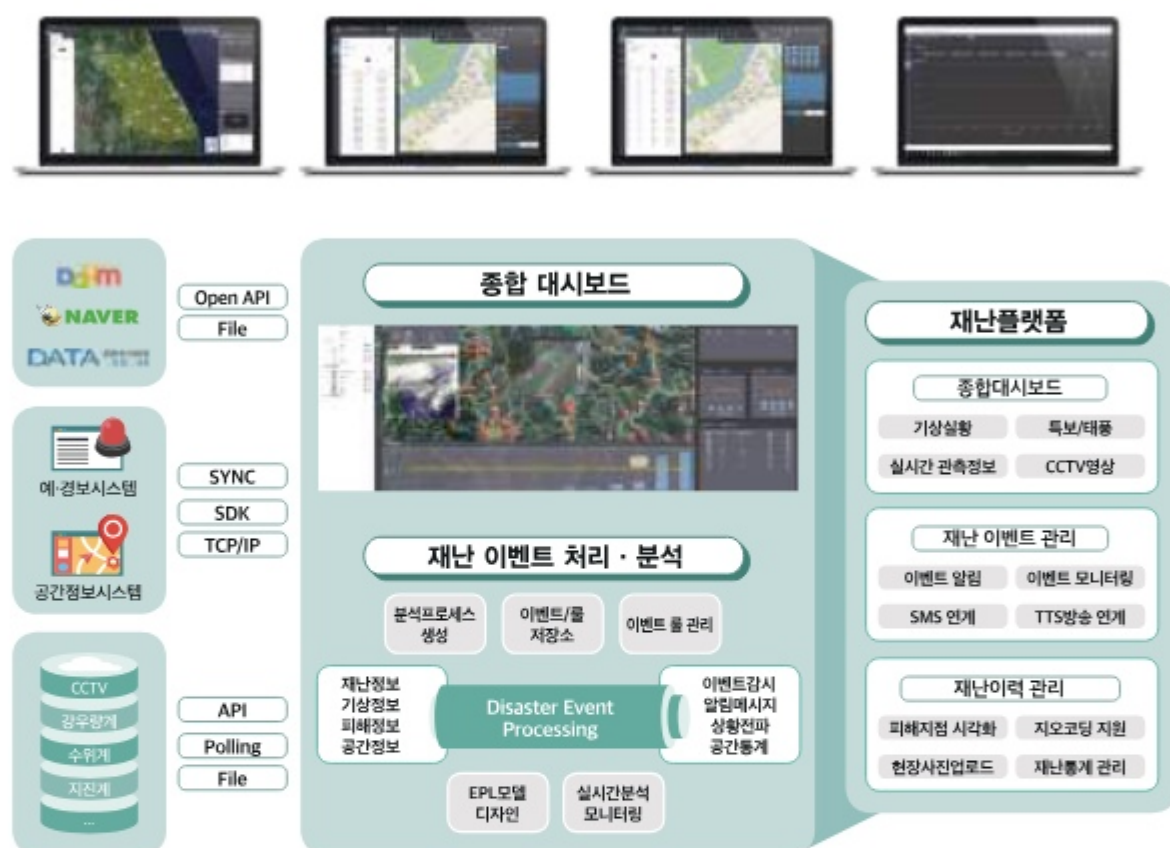 Daum
NAVER
DATA
Open API
File
예·경보시스템
공간정보시스템
SYNC
SDK
TCP/IP
CCTV
강우량계
수위계
지진계
...
API
Polling
File
종합 대시보드
재난 이벤트 처리 · 분석
분석프로세스
생성
이벤트/룰
저장소
이벤트 룰 관리
재난정보
기상정보
피해정보
공간정보
Disaster Event
Processing
이벤트감시
알림메시지
상황전파
공간통계
EPL모델
디자인
실시간분석
모니터링
재난플랫폼
종합대시보드
기상실황
특보/태풍
실시간 관측정보
CCTV영상
재난 이벤트 관리
이벤트 알림
이벤트 모니터링
SMS 연계
TTS방송 연계
재난이력 관리
피해지점 시각화
지오코딩 지원
현장사진업로드
재난통계 관리